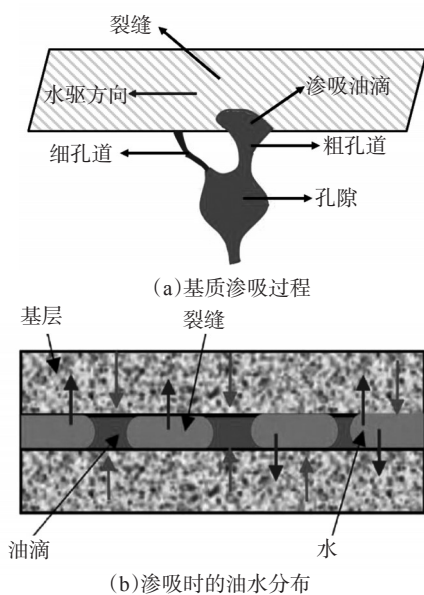 裂缝
水驱方向
渗吸油滴
细孔道
粗孔道
孔隙
(a)基质渗吸过程
基层
裂缝
油滴
水
(b)渗吸时的油水分布